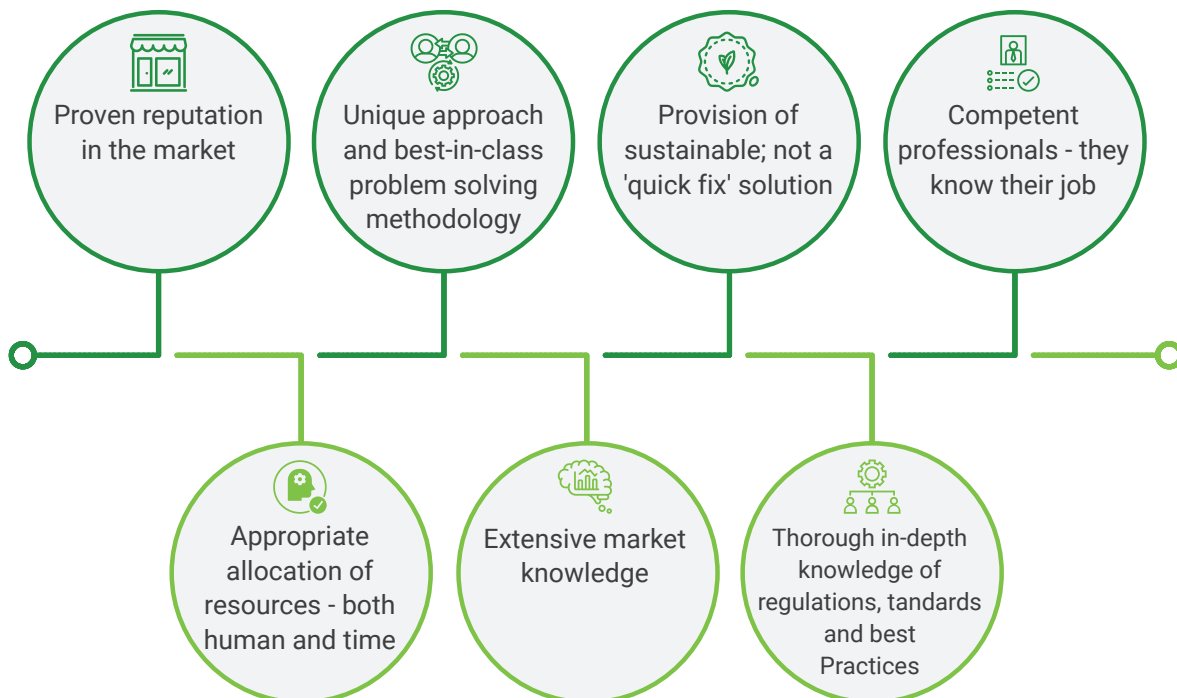 Proven reputation
in the market
Unique approach
and best-in-class
problem solving
methodology
Provision of
sustainable; not a
'quick fix' solution
Competent
professionals - they
know their job
Appropriate
allocation of
resources - both
human and time
Extensive market
knowledge
Thorough in-depth
knowledge of
regulations, tandards
and best
Practices